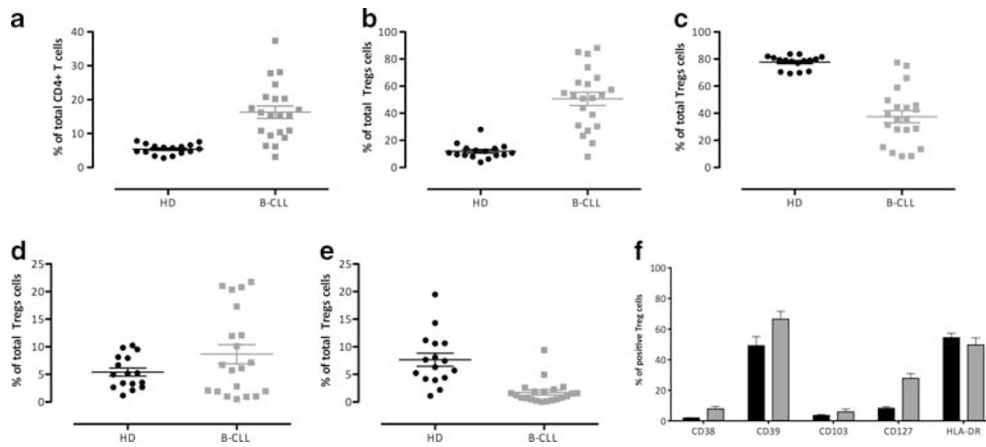 a
% of total CD4+ T cells
40
30
20
10
0
HD B-CLL
b
% of total Tregs cells
100
80
60
40
20
0
HD B-CLL
c
% of total Tregs cells
100
80
60
40
20
0
HD B-CLL
d
% of total Tregs cells
25
20
15
10
5
0
HD B-CLL
e
% of total Tregs cells
25
20
15
10
5
0
HD B-CLL
f
% of positive Treg cells
100
80
60
40
20
0
CD38 CD39 CD103 CD127 HLA-DR